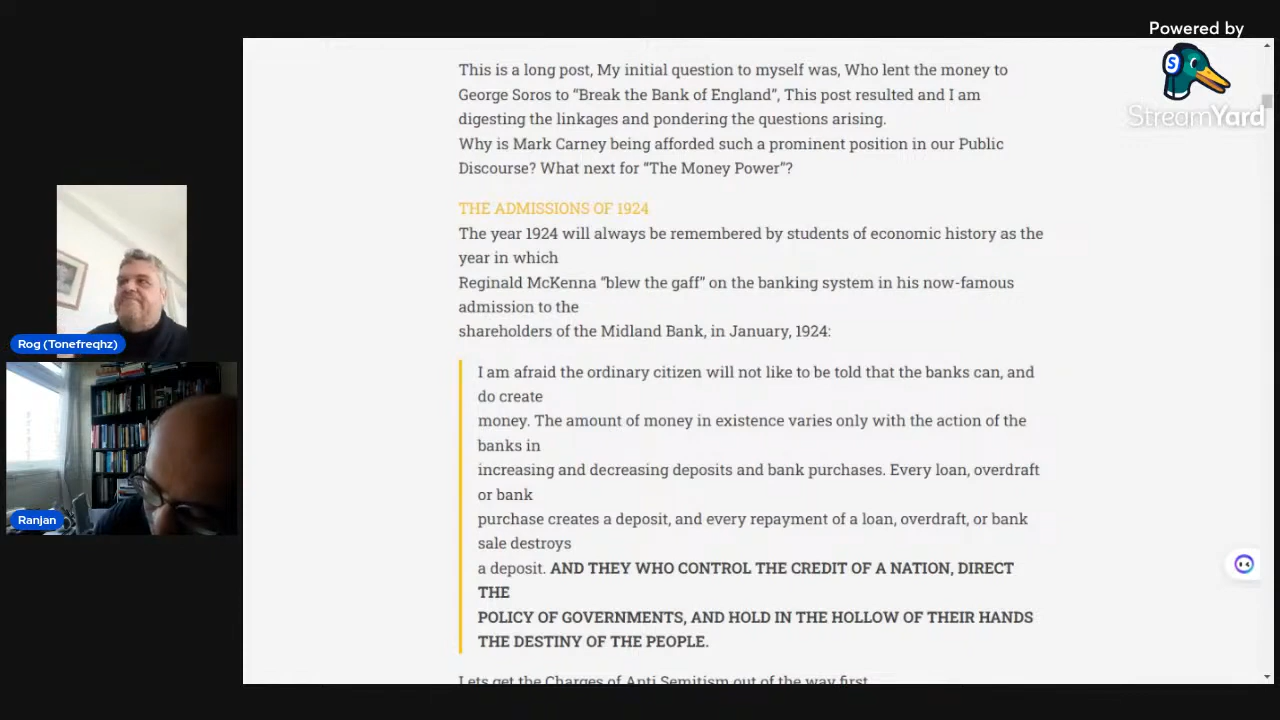 Powered by
StreamYard
This is a long post, My initial question to myself was, Who lent the money to
George Soros to “Break the Bank of England”, This post resulted and I am
digesting the linkages and pondering the questions arising.
Why is Mark Carney being afforded such a prominent position in our Public
Discourse? What next for “The Money Power”?
THE ADMISSIONS OF 1924
The year 1924 will always be remembered by students of economic history as the
year in which
Reginald McKenna “blew the gaff” on the banking system in his now-famous
admission to the
shareholders of the Midland Bank, in January, 1924:
I am afraid the ordinary citizen will not like to be told that the banks can, and
do create
money. The amount of money in existence varies only with the action of the
banks in
increasing and decreasing deposits and bank purchases. Every loan, overdraft
or bank
purchase creates a deposit, and every repayment of a loan, overdraft, or bank
sale destroys
a deposit. AND THEY WHO CONTROL THE CREDIT OF A NATION, DIRECT
THE
POLICY OF GOVERNMENTS, AND HOLD IN THE HOLLOW OF THEIR HANDS
THE DESTINY OF THE PEOPLE.
Lets get the Charges of Anti Semitism out of the way first
Rog (Tonefreqhz)
Ranjan